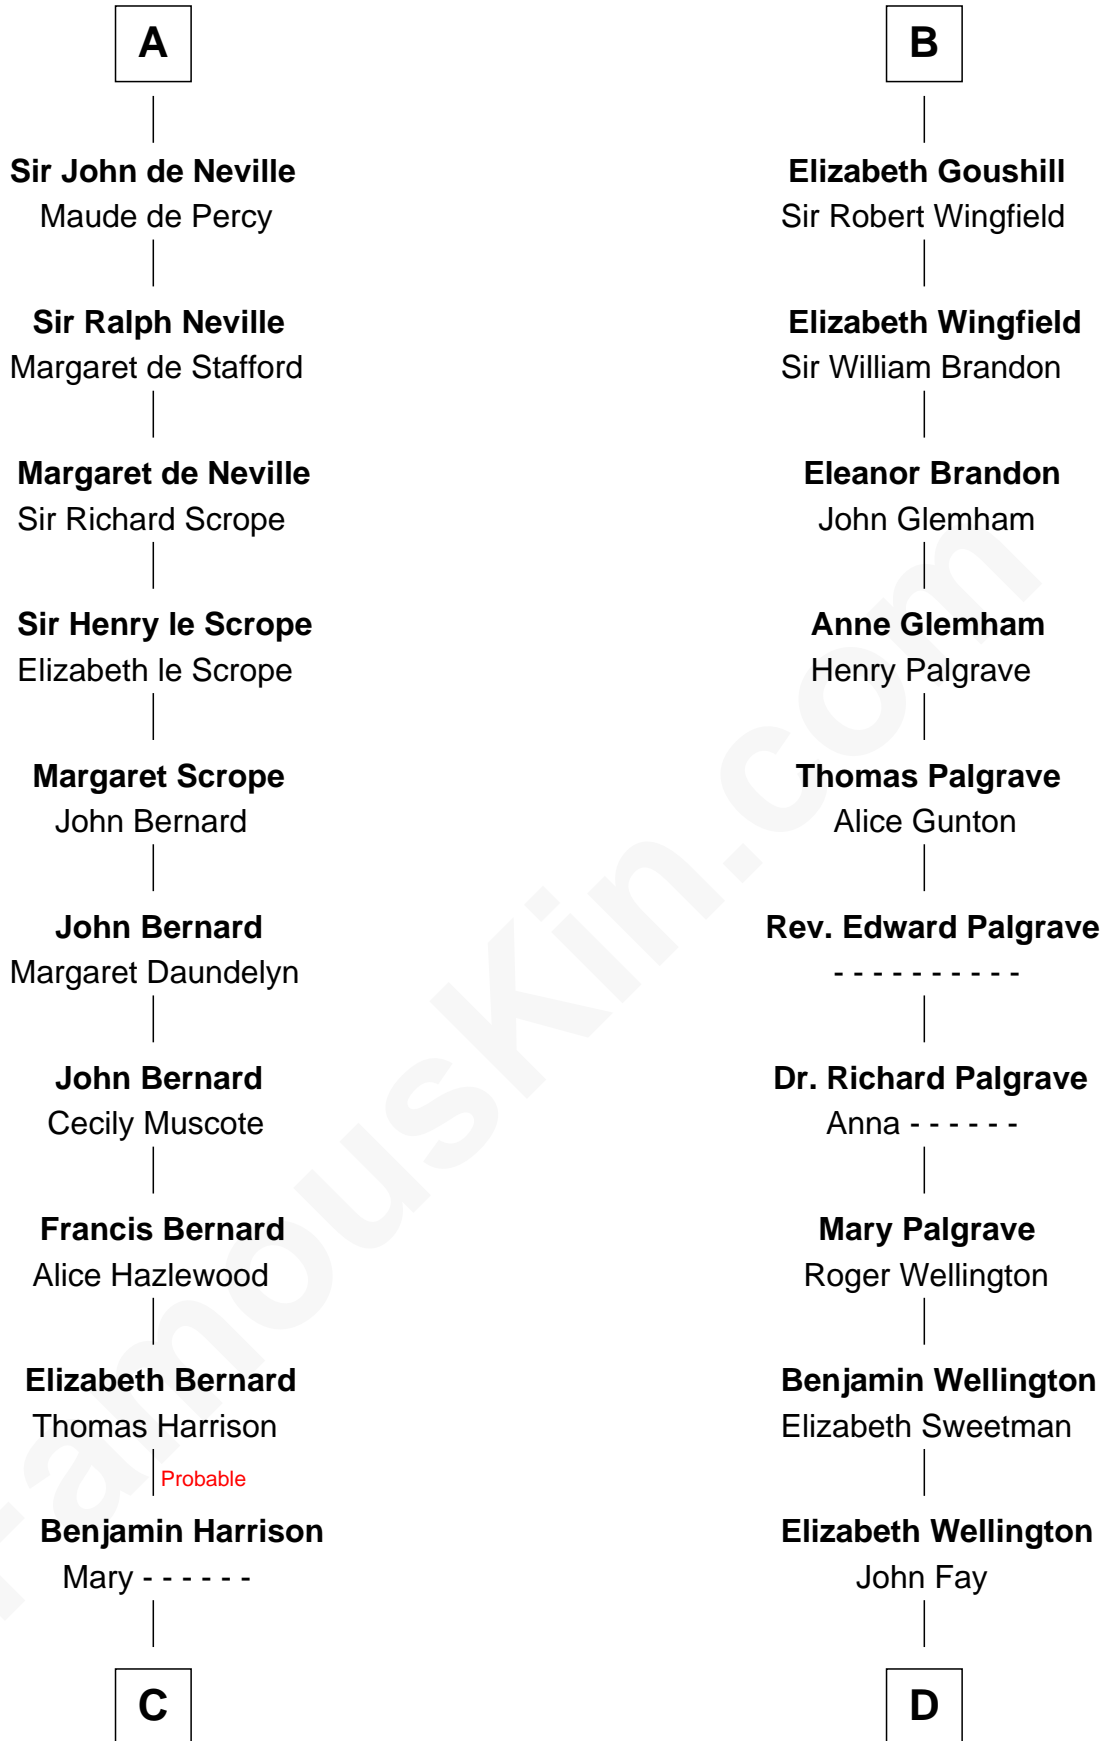 A
Sir John de Neville
Maude de Percy
Sir Ralph Neville
Margaret de Stafford
Margaret de Neville
Sir Richard Scrope
Sir Henry le Scrope
Elizabeth le Scrope
Margaret Scrope
John Bernard
John Bernard
Margaret Daundelyn
John Bernard
Cecily Muscote
Francis Bernard
Alice Hazlewood
Elizabeth Bernard
Thomas Harrison
Probable
Benjamin Harrison
Mary - - - - - -
C
B
Elizabeth Goushill
Sir Robert Wingfield
Elizabeth Wingfield
Sir William Brandon
Eleanor Brandon
John Glemham
Anne Glemham
Henry Palgrave
Thomas Palgrave
Alice Gunton
Rev. Edward Palgrave
- - - - - - - - - -
Dr. Richard Palgrave
Anna - - - - - -
Mary Palgrave
Roger Wellington
Benjamin Wellington
Elizabeth Sweetman
Elizabeth Wellington
John Fay
D
FamousKin.com